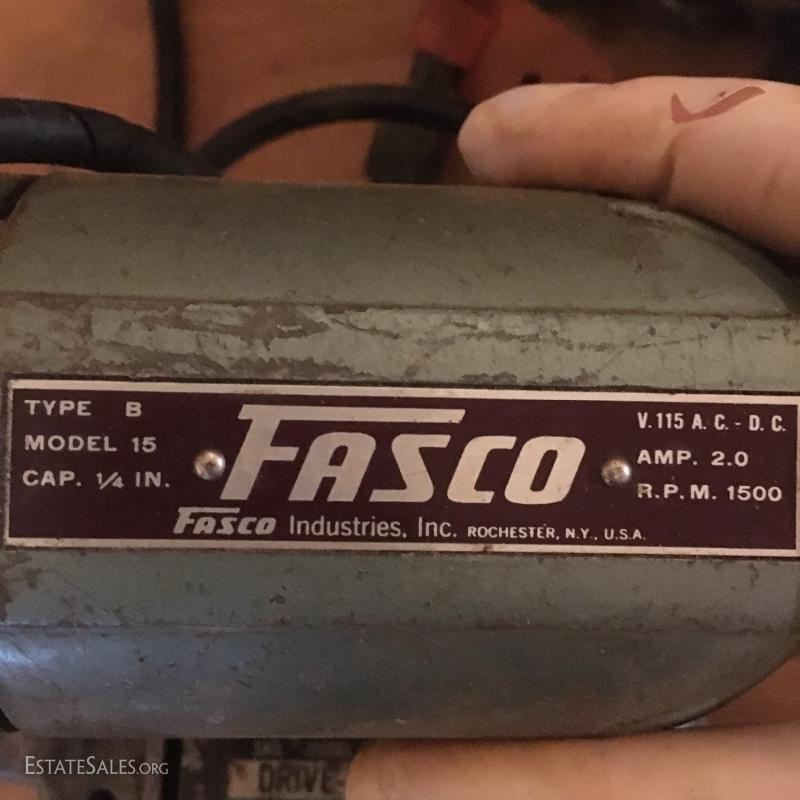 TYPE B
MODEL 15
CAP. 1/4 IN.
FASCO
V. 115 A. C. - D. C.
AMP. 2.0
R.P.M. 1500
FASCO Industries, Inc. ROCHESTER, N.Y., U.S.A.
ESTATESALES.ORG
DRIVE-